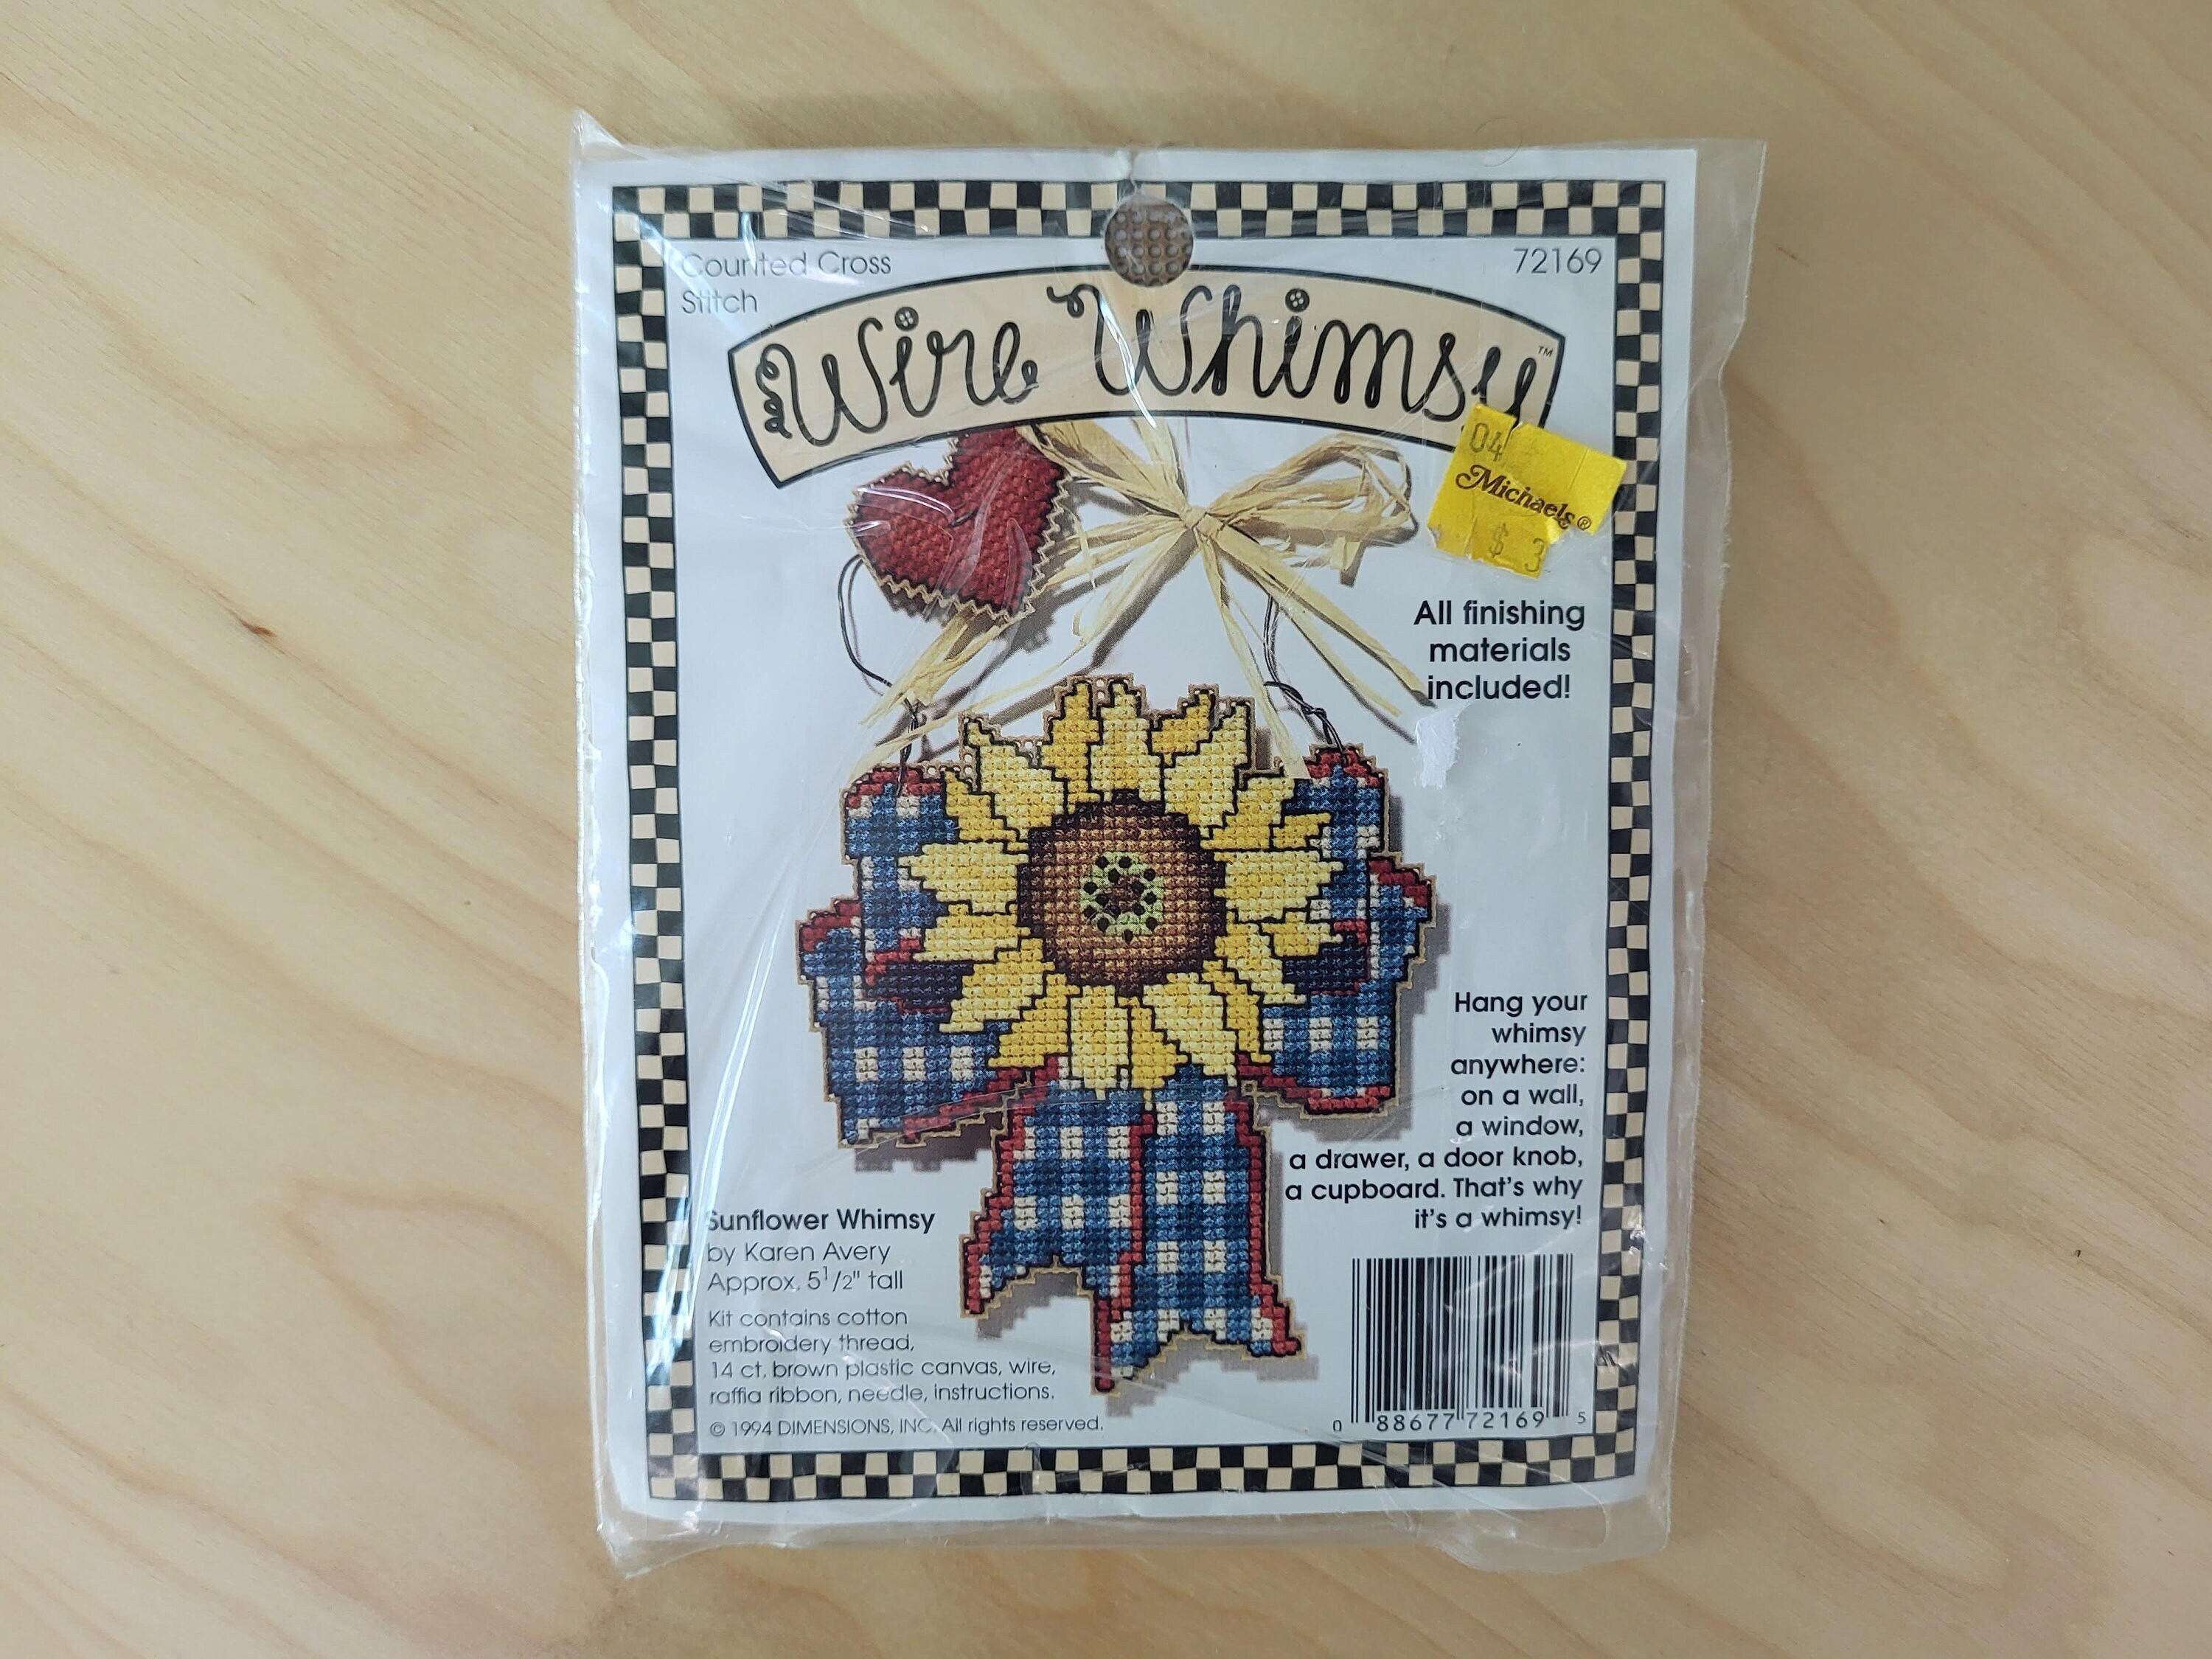 Counted Cross
Stitch
72169
Wire Whimsy™
04
Michaels®
$ 3
All finishing
materials
included!
Hang your
whimsy
anywhere:
on a wall,
a window,
a drawer, a door knob,
a cupboard. That's why
it's a whimsy!
Sunflower Whimsy
by Karen Avery
Approx. 5 1/2" tall
Kit contains cotton
embroidery thread,
14 ct. brown plastic canvas, wire,
raffia ribbon, needle, instructions.
© 1994 DIMENSIONS, INC. All rights reserved.
0 88677 72169 5